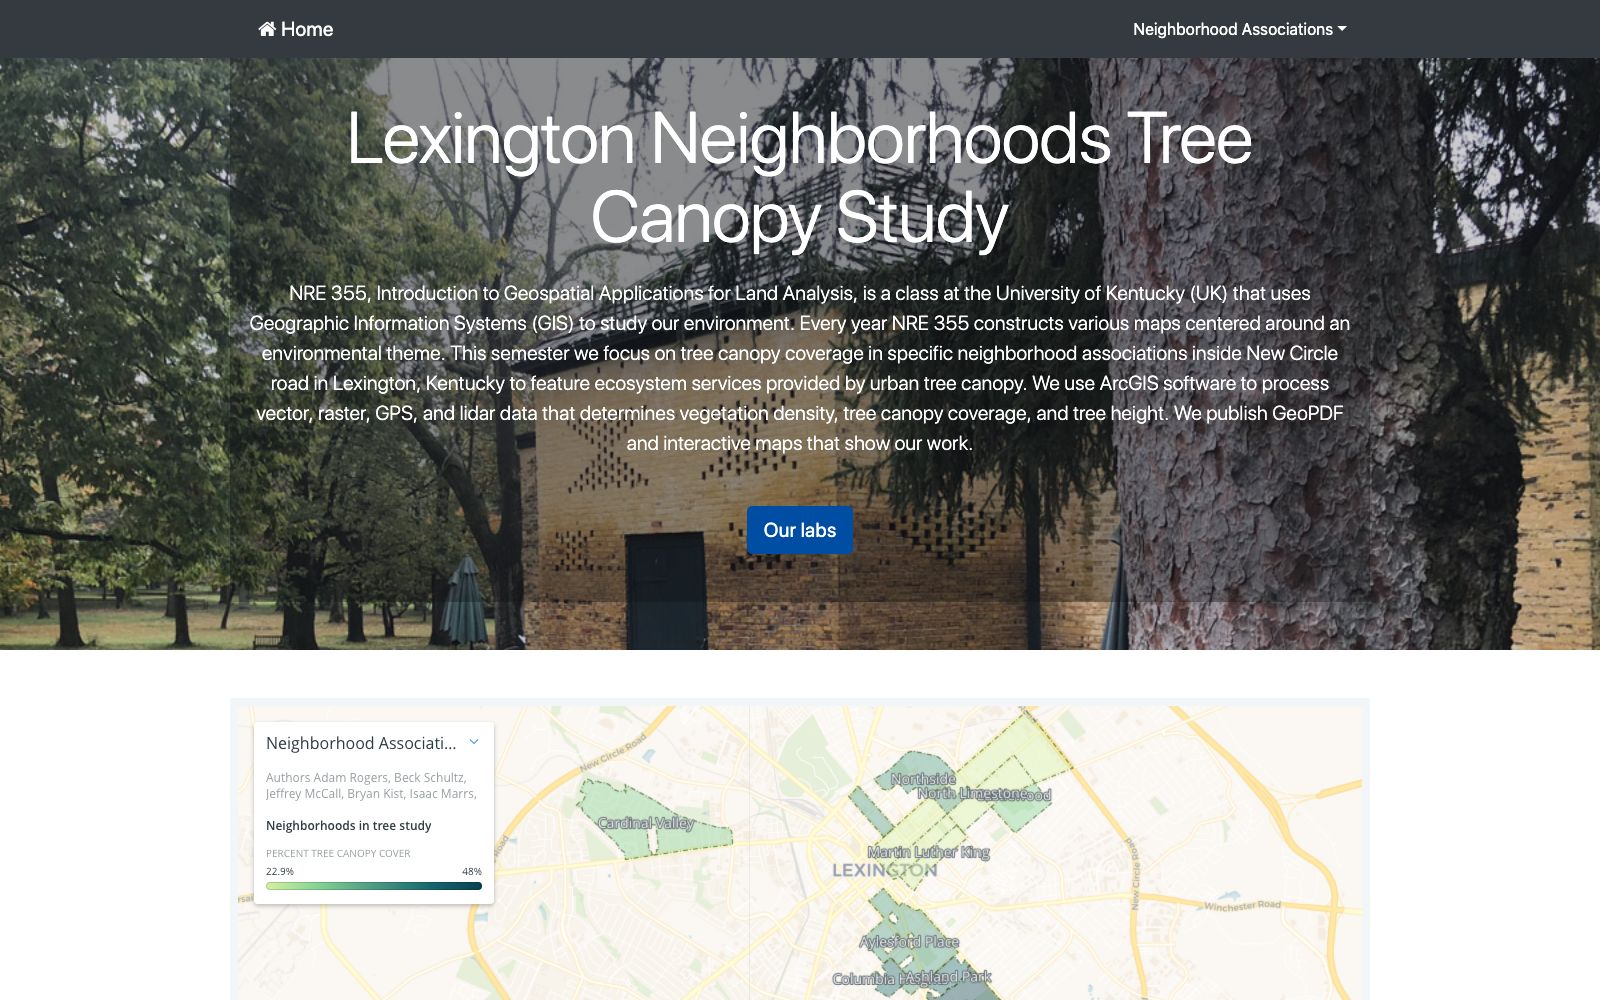 Home
Neighborhood Associations
Lexington Neighborhoods Tree
Canopy Study
NRE 355, Introduction to Geospatial Applications for Land Analysis, is a class at the University of Kentucky (UK) that uses
Geographic Information Systems (GIS) to study our environment. Every year NRE 355 constructs various maps centered around an
environmental theme. This semester we focus on tree canopy coverage in specific neighborhood associations inside New Circle
road in Lexington, Kentucky to feature ecosystem services provided by urban tree canopy. We use ArcGIS software to process
vector, raster, GPS, and lidar data that determines vegetation density, tree canopy coverage, and tree height. We publish GeoPDF
and interactive maps that show our work.
Our labs
Neighborhood Associati...
Authors Adam Rogers, Beck Schultz,
Jeffrey McCall, Bryan Kist, Isaac Marrs,
Neighborhoods in tree study
PERCENT TREE CANOPY COVER
22.9% 48%
New Circle Road
Northside
North Limestone
Cardinal Valley
Road
Martin Luther King
LEXINGTON
New Circle Road
Winchester Road
Aylesford Place
Ashland Park
Columbia